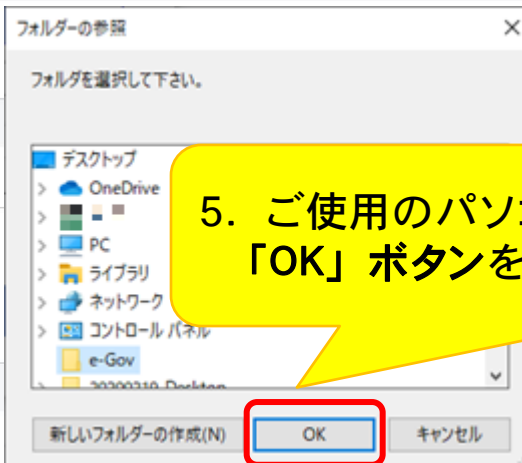 フォルダーの参照
フォルダを選択して下さい。
デスクトップ
OneDrive
PC
ライブラリ
ネットワーク
コントロール パネル
e-Gov
20200219 Desktop
5. ご使用のパソ
「OK」ボタンを
新しいフォルダーの作成(N)
OK
キャンセル